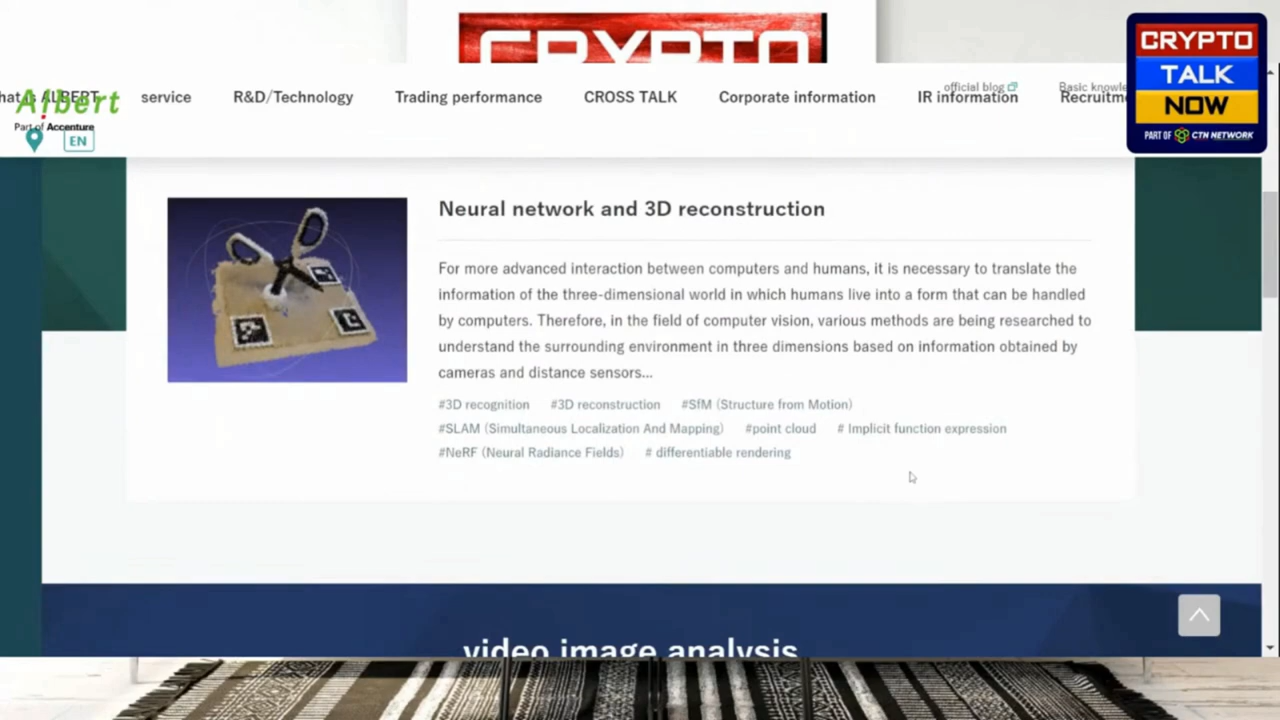 CRYPTO
CRYPTO
TALK
NOW
PART OF CTN NETWORK
official blog
Basic knowle
hat is ALBERT
service
R&D/Technology
Trading performance
CROSS TALK
Corporate information
IR information
Recruitme
Albert
Part of Accenture
EN
Neural network and 3D reconstruction
For more advanced interaction between computers and humans, it is necessary to translate the
information of the three-dimensional world in which humans live into a form that can be handled
by computers. Therefore, in the field of computer vision, various methods are being researched to
understand the surrounding environment in three dimensions based on information obtained by
cameras and distance sensors...
#3D recognition #3D reconstruction #SfM (Structure from Motion)
#SLAM (Simultaneous Localization And Mapping) #point cloud # Implicit function expression
#NeRF (Neural Radiance Fields) # differentiable rendering
video image analysis